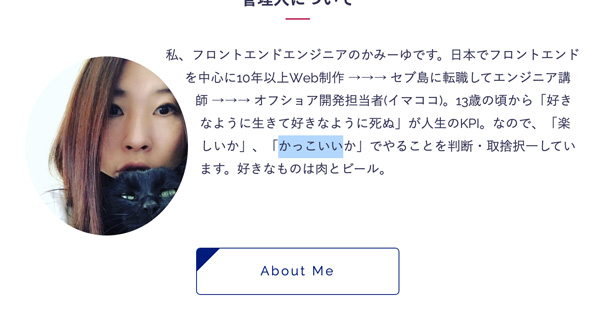 管理人について
私、フロントエンドエンジニアのかみーゆです。日本でフロントエンド
を中心に10年以上Web制作 →→→ セブ島に転職してエンジニア講
師 →→→ オフショア開発担当者(イマココ)。13歳の頃から「好き
なように生きて好きなように死ぬ」が人生のKPI。なので、「楽
しいか」、「かっこいいか」でやることを判断・取捨択一してい
ます。好きなものは肉とビール。
About Me